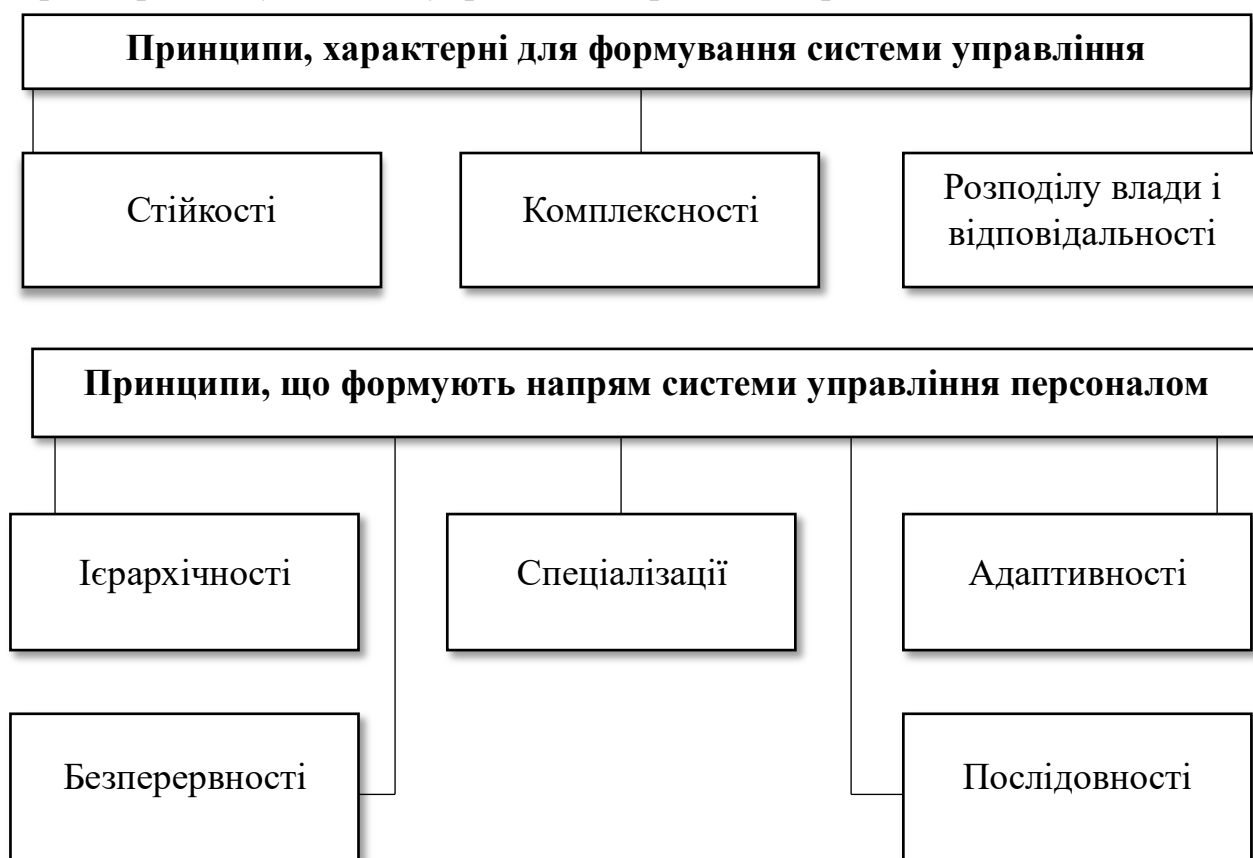 Принципи, характерні для формування системи управління
Стійкості
Комплексності
Розподілу влади і
відповідальності
Принципи, що формують напрям системи управління персоналом
Ієрархічності
Спеціалізації
Адаптивності
Безперервності
Послідовності